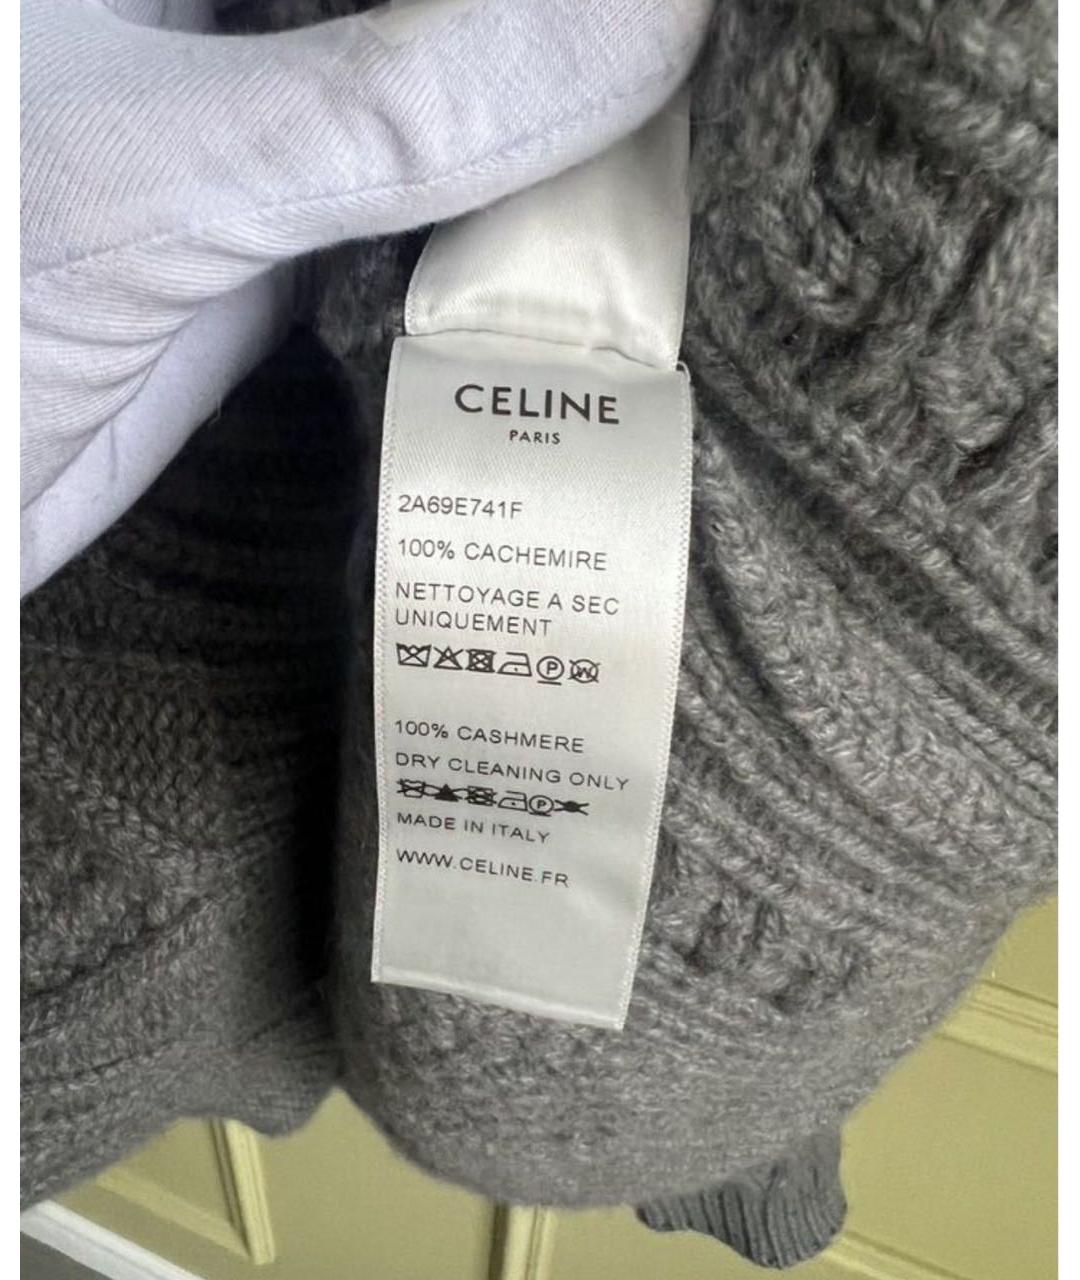 CELINE
PARIS
2A69E741F
100% CACHEMIRE
NETTOYAGE A SEC
UNIQUEMENT
100% CASHMERE
DRY CLEANING ONLY
MADE IN ITALY
WWW.CELINE.FR